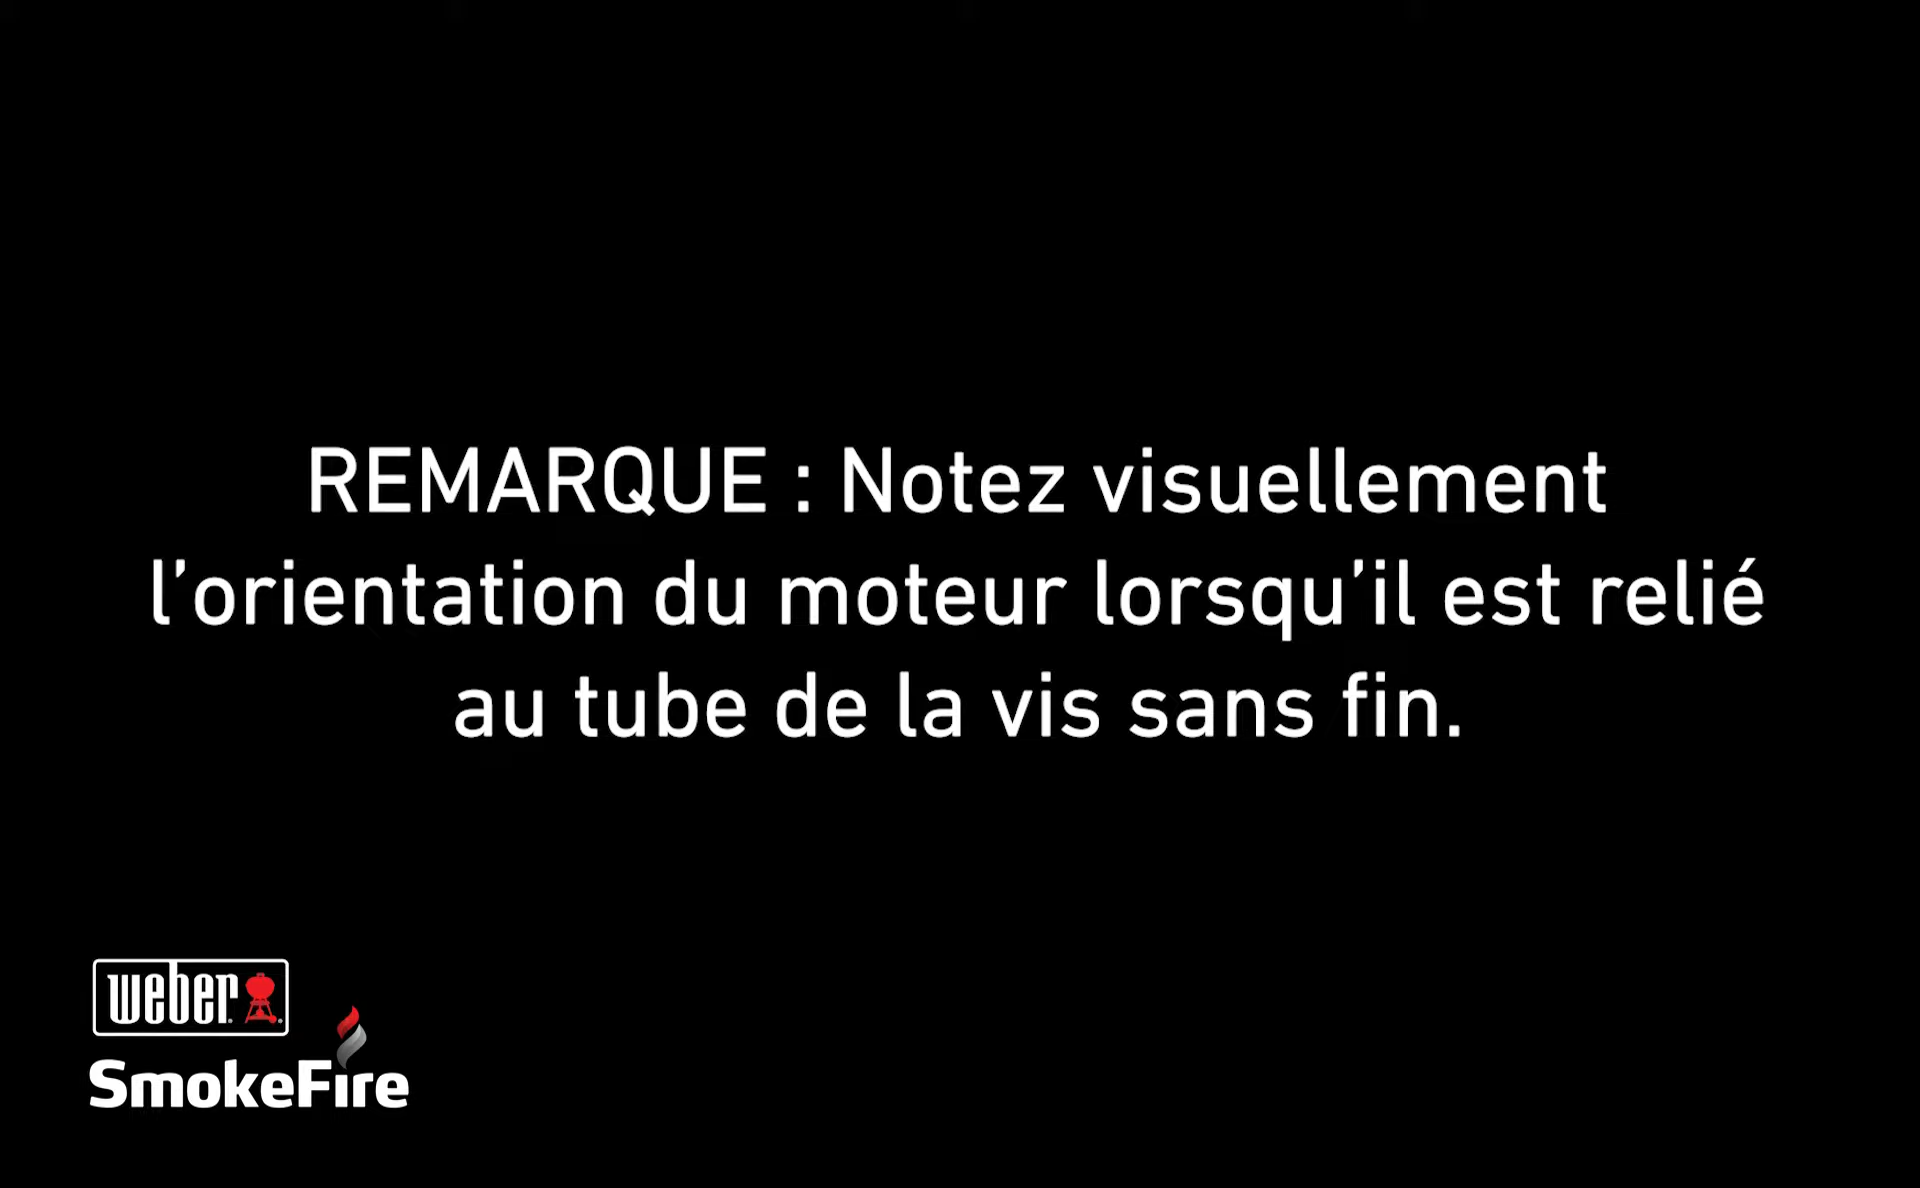 REMARQUE : Notez visuellement
l’orientation du moteur lorsqu’il est relié
au tube de la vis sans fin.
weber
SmokeFire